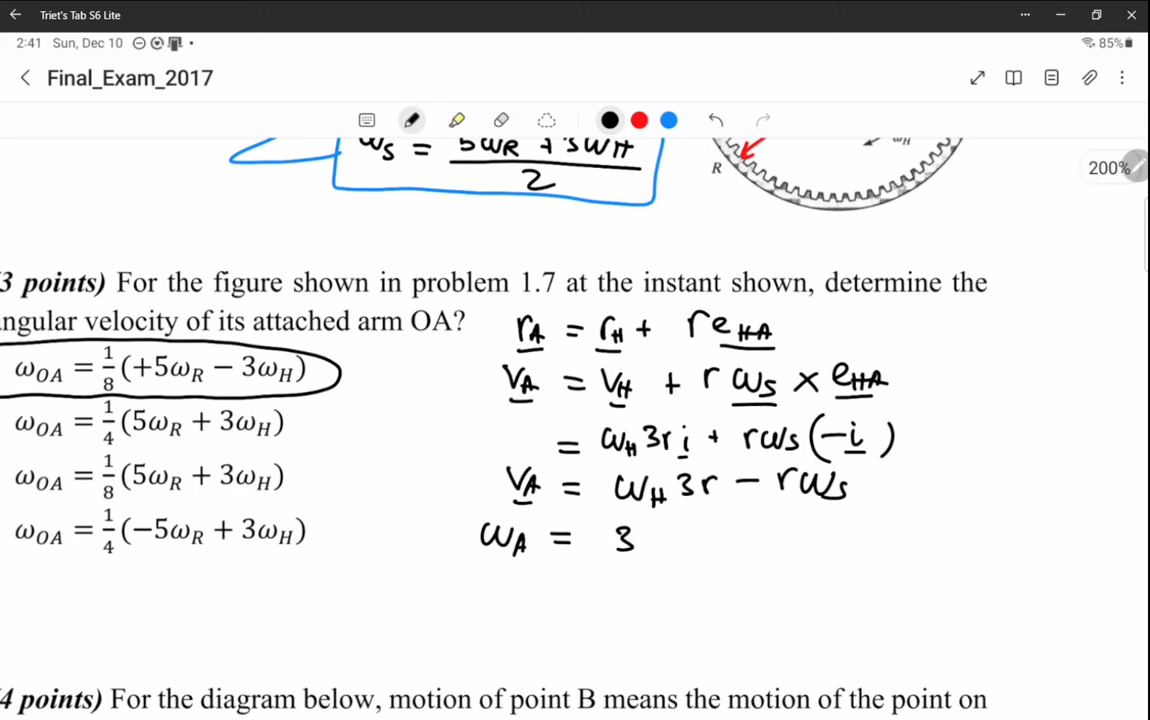 Triet's Tab S6 Lite
2:41 Sun, Dec 10 85%
Final_Exam_2017
200%
ωS = 5ωR + 3ωH / 2
ωH
R
3 points) For the figure shown in problem 1.7 at the instant shown, determine the
ngular velocity of its attached arm OA?
ωOA = 1/8 (+5ωR − 3ωH)
ωOA = 1/4 (5ωR + 3ωH)
ωOA = 1/8 (5ωR + 3ωH)
ωOA = 1/4 (−5ωR + 3ωH)
rA = rH + r eHA
VA = VH + r ωS × eHA
= ωH 3r i + rωS (−i)
VA = ωH 3r − rωS
ωA = 3
4 points) For the diagram below, motion of point B means the motion of the point on